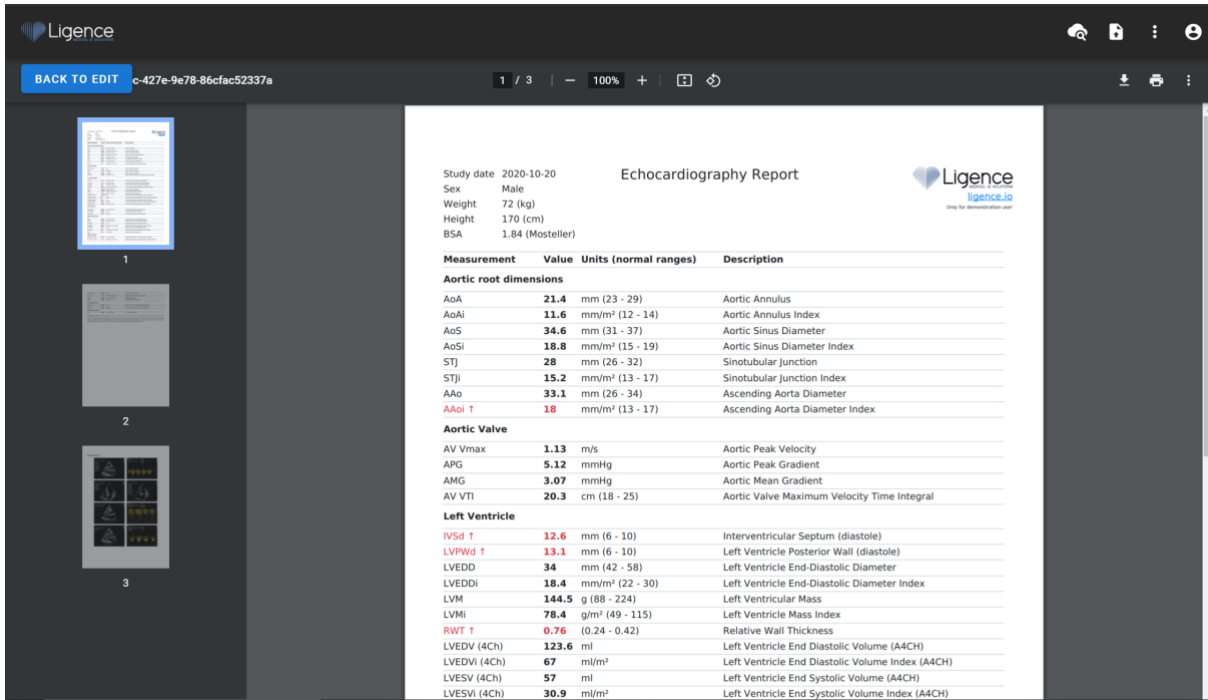 Ligence
MEDICAL AI SOLUTIONS
BACK TO EDIT c-427e-9e78-86cfac52337a
1 / 3 − 100% +
1
2
3
Study date 2020-10-20 Echocardiography Report Ligence
MEDICAL AI SOLUTIONS
Sex Male
ligence.io
Weight 72 (kg)
Only for demonstration use!
Height 170 (cm)
BSA 1.84 (Mosteller)
Measurement Value Units (normal ranges) Description
Aortic root dimensions
AoA 21.4 mm (23 - 29) Aortic Annulus
AoAi 11.6 mm/m² (12 - 14) Aortic Annulus Index
AoS 34.6 mm (31 - 37) Aortic Sinus Diameter
AoSi 18.8 mm/m² (15 - 19) Aortic Sinus Diameter Index
STJ 28 mm (26 - 32) Sinotubular Junction
STJi 15.2 mm/m² (13 - 17) Sinotubular Junction Index
AAo 33.1 mm (26 - 34) Ascending Aorta Diameter
AAoi ↑ 18 mm/m² (13 - 17) Ascending Aorta Diameter Index
Aortic Valve
AV Vmax 1.13 m/s Aortic Peak Velocity
APG 5.12 mmHg Aortic Peak Gradient
AMG 3.07 mmHg Aortic Mean Gradient
AV VTI 20.3 cm (18 - 25) Aortic Valve Maximum Velocity Time Integral
Left Ventricle
IVSd ↑ 12.6 mm (6 - 10) Interventricular Septum (diastole)
LVPWd ↑ 13.1 mm (6 - 10) Left Ventricle Posterior Wall (diastole)
LVEDD 34 mm (42 - 58) Left Ventricle End-Diastolic Diameter
LVEDDi 18.4 mm/m² (22 - 30) Left Ventricle End-Diastolic Diameter Index
LVM 144.5 g (88 - 224) Left Ventricular Mass
LVMi 78.4 g/m² (49 - 115) Left Ventricle Mass Index
RWT ↑ 0.76 (0.24 - 0.42) Relative Wall Thickness
LVEDV (4Ch) 123.6 ml Left Ventricle End Diastolic Volume (A4CH)
LVEDVi (4Ch) 67 ml/m² Left Ventricle End Diastolic Volume Index (A4CH)
LVESV (4Ch) 57 ml Left Ventricle End Systolic Volume (A4CH)
LVESVi (4Ch) 30.9 ml/m² Left Ventricle End Systolic Volume Index (A4CH)